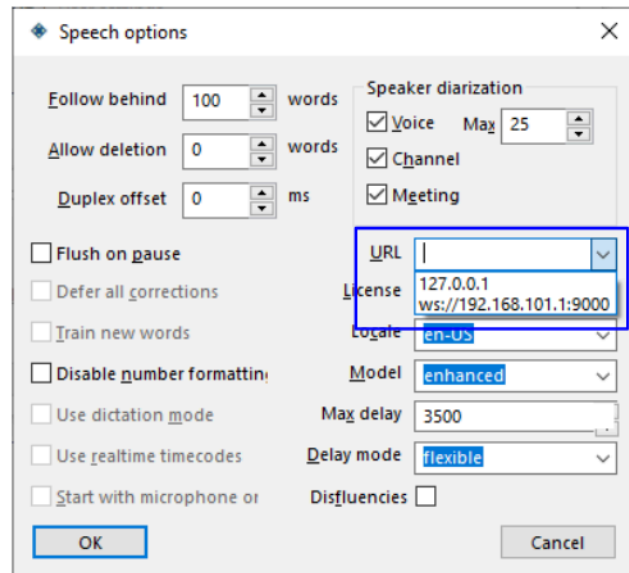 Speech options
Follow behind 100 words
Allow deletion 0 words
Duplex offset 0 ms
Speaker diarization
Voice Max 25
Channel
Meeting
Flush on pause
Defer all corrections
Train new words
Disable number formatting
Use dictation mode
Use realtime timecodes
Start with microphone or
URL
127.0.0.1
ws://192.168.101.1:9000
License
Locale en-US
Model enhanced
Max delay 3500
Delay mode flexible
Disfluencies
OK
Cancel